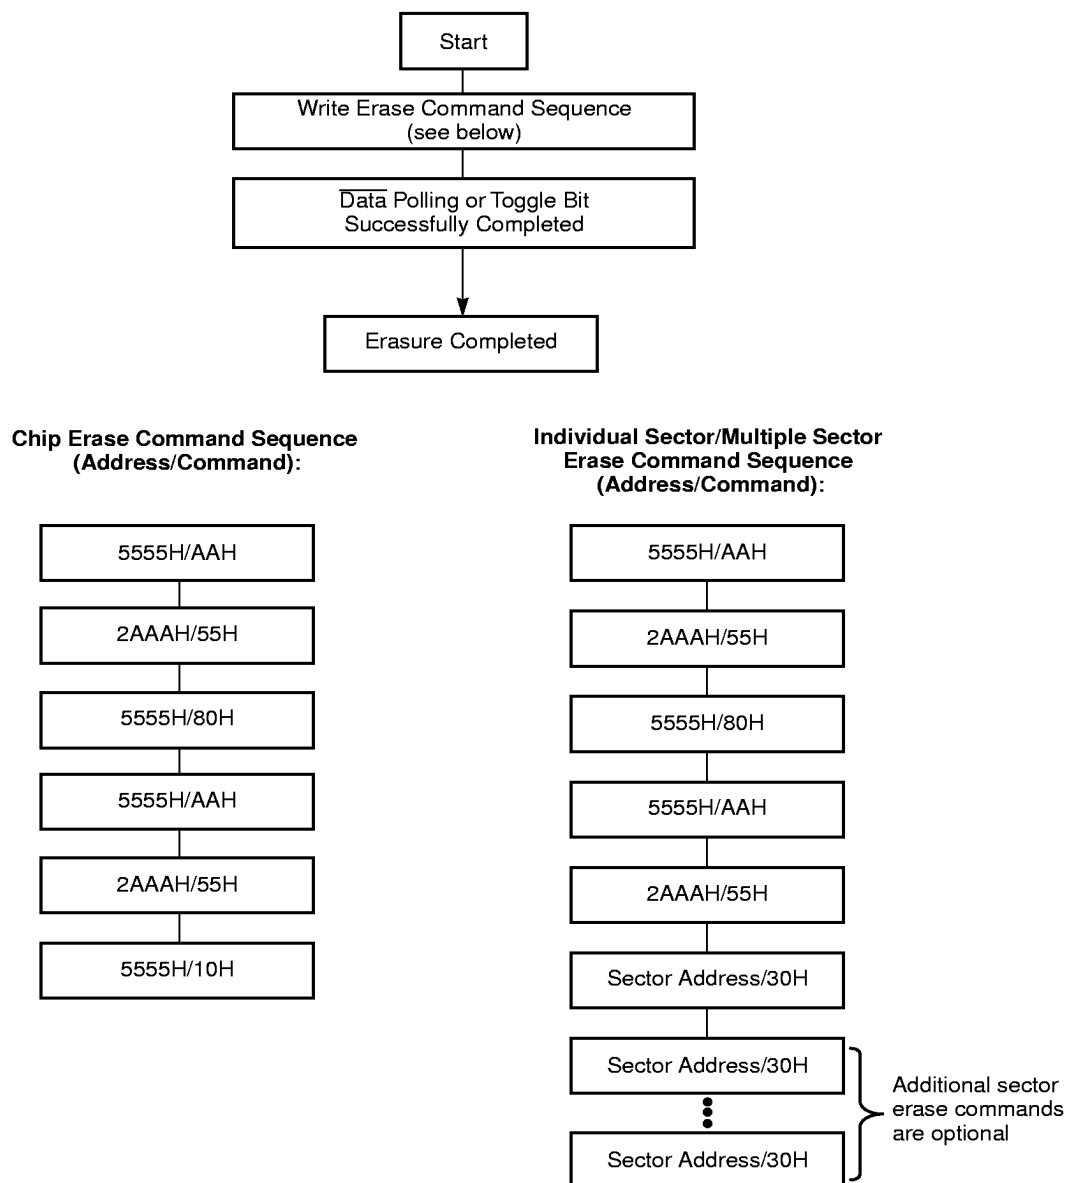 Start
Write Erase Command Sequence
(see below)
Data Polling or Toggle Bit
Successfully Completed
Erasure Completed
Chip Erase Command Sequence
(Address/Command):
5555H/AAH
2AAAH/55H
5555H/80H
5555H/AAH
2AAAH/55H
5555H/10H
Individual Sector/Multiple Sector
Erase Command Sequence
(Address/Command):
5555H/AAH
2AAAH/55H
5555H/80H
5555H/AAH
2AAAH/55H
Sector Address/30H
Sector Address/30H
Sector Address/30H
Additional sector
erase commands
are optional